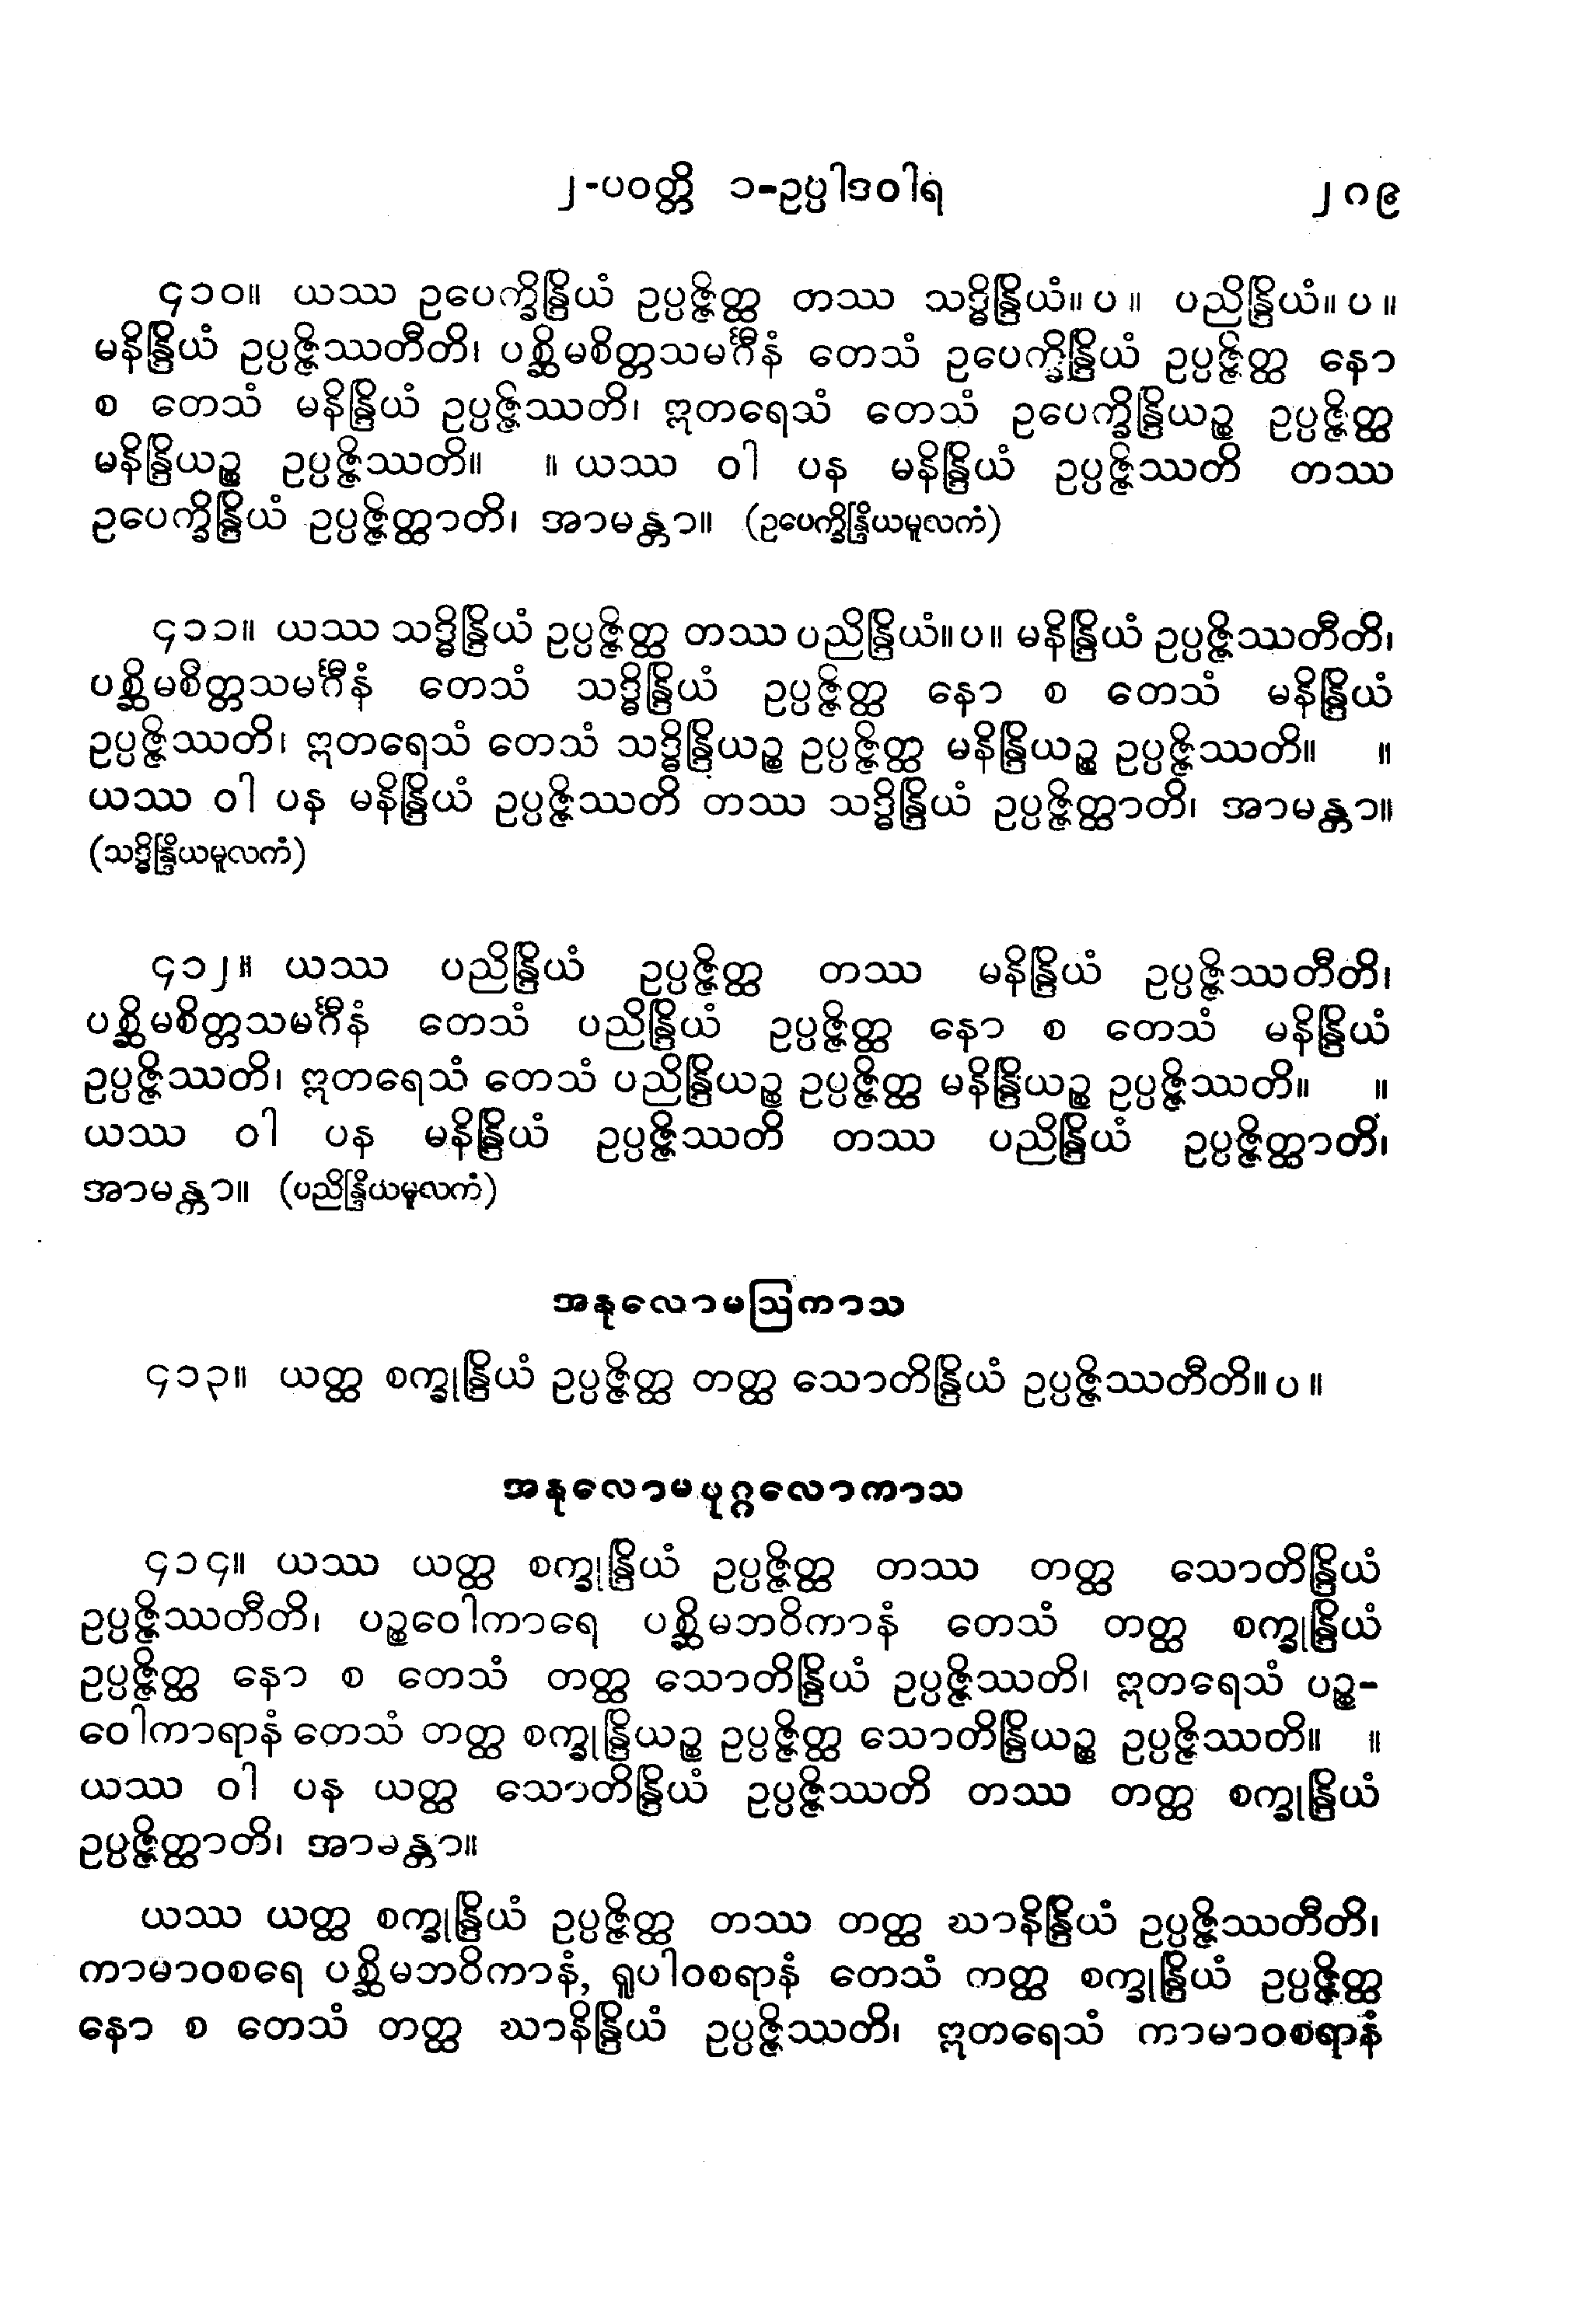 ၂-ပဝတ္တိ ၁-ဥပ္ပါဒဝါရ ၂၈၉
၄၁၀။ ယဿ ဥပေက္ခိန္ဒြိယံ ဥပ္ပဇ္ဇိတ္ထ တဿ သဒ္ဓိန္ဒြိယံ။ပ။ ပညိန္ဒြိယံ။ပ။
မနိန္ဒြိယံ ဥပ္ပဇ္ဇိဿတီတိ၊ ပစ္ဆိမစိတ္တသမင်္ဂီနံ တေသံ ဥပေက္ခိန္ဒြိယံ ဥပ္ပဇ္ဇိတ္ထ နော
စ တေသံ မနိန္ဒြိယံ ဥပ္ပဇ္ဇိဿတိ၊ ဣတရေသံ တေသံ ဥပေက္ခိန္ဒြိယဉ္စ ဥပ္ပဇ္ဇိတ္ထ
မနိန္ဒြိယဉ္စ ဥပ္ပဇ္ဇိဿတိ။ ။ယဿ ဝါ ပန မနိန္ဒြိယံ ဥပ္ပဇ္ဇိဿတိ တဿ
ဥပေက္ခိန္ဒြိယံ ဥပ္ပဇ္ဇိတ္ထာတိ၊ အာမန္တာ။ (ဥပေက္ခိန္ဒြိယမူလကံ)
၄၁၁။ ယဿ သဒ္ဓိန္ဒြိယံ ဥပ္ပဇ္ဇိတ္ထ တဿ ပညိန္ဒြိယံ။ပ။ မနိန္ဒြိယံ ဥပ္ပဇ္ဇိဿတီတိ၊
ပစ္ဆိမစိတ္တသမင်္ဂီနံ တေသံ သဒ္ဓိန္ဒြိယံ ဥပ္ပဇ္ဇိတ္ထ နော စ တေသံ မနိန္ဒြိယံ
ဥပ္ပဇ္ဇိဿတိ၊ ဣတရေသံ တေသံ သဒ္ဓိန္ဒြိယဉ္စ ဥပ္ပဇ္ဇိတ္ထ မနိန္ဒြိယဉ္စ ဥပ္ပဇ္ဇိဿတိ။ ။
ယဿ ဝါ ပန မနိန္ဒြိယံ ဥပ္ပဇ္ဇိဿတိ တဿ သဒ္ဓိန္ဒြိယံ ဥပ္ပဇ္ဇိတ္ထာတိ၊ အာမန္တာ။
(သဒ္ဓိန္ဒြိယမူလကံ)
၄၁၂။ ယဿ ပညိန္ဒြိယံ ဥပ္ပဇ္ဇိတ္ထ တဿ မနိန္ဒြိယံ ဥပ္ပဇ္ဇိဿတီတိ၊
ပစ္ဆိမစိတ္တသမင်္ဂီနံ တေသံ ပညိန္ဒြိယံ ဥပ္ပဇ္ဇိတ္ထ နော စ တေသံ မနိန္ဒြိယံ
ဥပ္ပဇ္ဇိဿတိ၊ ဣတရေသံ တေသံ ပညိန္ဒြိယဉ္စ ဥပ္ပဇ္ဇိတ္ထ မနိန္ဒြိယဉ္စ ဥပ္ပဇ္ဇိဿတိ။ ။
ယဿ ဝါ ပန မနိန္ဒြိယံ ဥပ္ပဇ္ဇိဿတိ တဿ ပညိန္ဒြိယံ ဥပ္ပဇ္ဇိတ္ထာတိ၊
အာမန္တာ။ (ပညိန္ဒြိယမူလကံ)
အနုလောမဩကာသ
၄၁၃။ ယတ္ထ စက္ခုန္ဒြိယံ ဥပ္ပဇ္ဇိတ္ထ တတ္ထ သောတိန္ဒြိယံ ဥပ္ပဇ္ဇိဿတီတိ။ပ။
အနုလောမပုဂ္ဂလောကာသ
၄၁၄။ ယဿ ယတ္ထ စက္ခုန္ဒြိယံ ဥပ္ပဇ္ဇိတ္ထ တဿ တတ္ထ သောတိန္ဒြိယံ
ဥပ္ပဇ္ဇိဿတီတိ၊ ပဉ္စဝေါကာရေ ပစ္ဆိမဘဝိကာနံ တေသံ တတ္ထ စက္ခုန္ဒြိယံ
ဥပ္ပဇ္ဇိတ္ထ နော စ တေသံ တတ္ထ သောတိန္ဒြိယံ ဥပ္ပဇ္ဇိဿတိ၊ ဣတရေသံ ပဉ္စ-
ဝေါကာရာနံ တေသံ တတ္ထ စက္ခုန္ဒြိယဉ္စ ဥပ္ပဇ္ဇိတ္ထ သောတိန္ဒြိယဉ္စ ဥပ္ပဇ္ဇိဿတိ။ ။
ယဿ ဝါ ပန ယတ္ထ သောတိန္ဒြိယံ ဥပ္ပဇ္ဇိဿတိ တဿ တတ္ထ စက္ခုန္ဒြိယံ
ဥပ္ပဇ္ဇိတ္ထာတိ၊ အာမန္တာ။
ယဿ ယတ္ထ စက္ခုန္ဒြိယံ ဥပ္ပဇ္ဇိတ္ထ တဿ တတ္ထ ဃာနိန္ဒြိယံ ဥပ္ပဇ္ဇိဿတီတိ၊
ကာမာဝစရေ ပစ္ဆိမဘဝိကာနံ, ရူပါဝစရာနံ တေသံ ကတ္ထ စက္ခုန္ဒြိယံ ဥပ္ပဇ္ဇိတ္ထ
နော စ တေသံ တတ္ထ ဃာနိန္ဒြိယံ ဥပ္ပဇ္ဇိဿတိ၊ ဣတရေသံ ကာမာဝစရာနံ